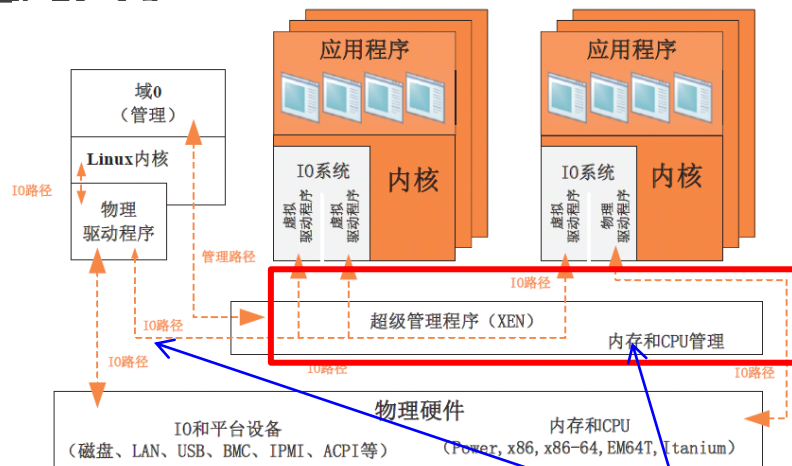 应用程序
应用程序
域0
（管理）
Linux内核
IO路径
物理
驱动程序
IO系统
内核
虚拟
驱动程序
虚拟
驱动程序
IO系统
内核
虚拟
驱动程序
物理
驱动程序
管理路径
IO路径
IO路径
超级管理程序（XEN）
内存和CPU管理
IO路径
IO路径
IO路径
物理硬件
IO和平台设备
（磁盘、LAN、USB、BMC、IPMI、ACPI等）
内存和CPU
（Power,x86,x86-64,EM64T,Itanium）